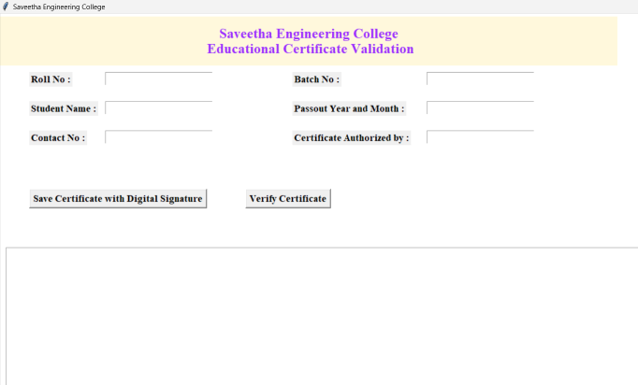 Saveetha Engineering College
Saveetha Engineering College
Educational Certificate Validation
Roll No :
Batch No :
Student Name :
Passout Year and Month :
Contact No :
Certificate Authorized by :
Save Certificate with Digital Signature
Verify Certificate